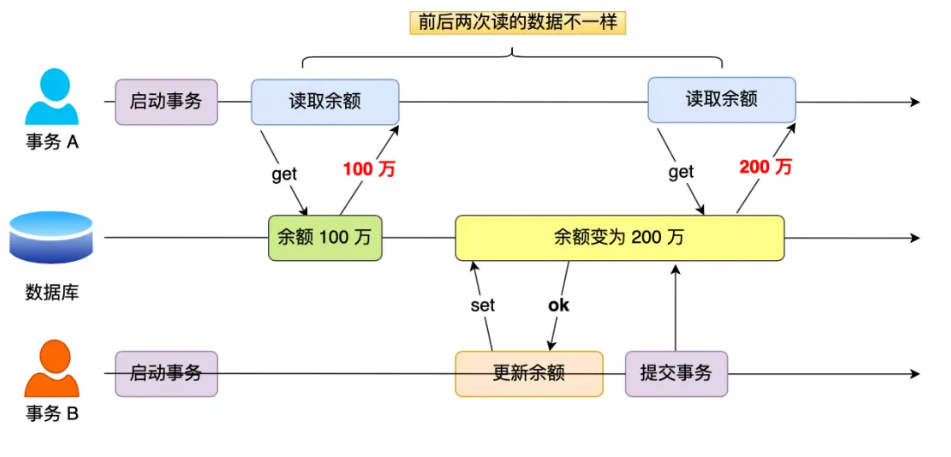 前后两次读的数据不一样
启动事务
读取余额
读取余额
事务 A
get
100 万
get
200 万
余额 100 万
余额变为 200 万
数据库
set
ok
启动事务
更新余额
提交事务
事务 B